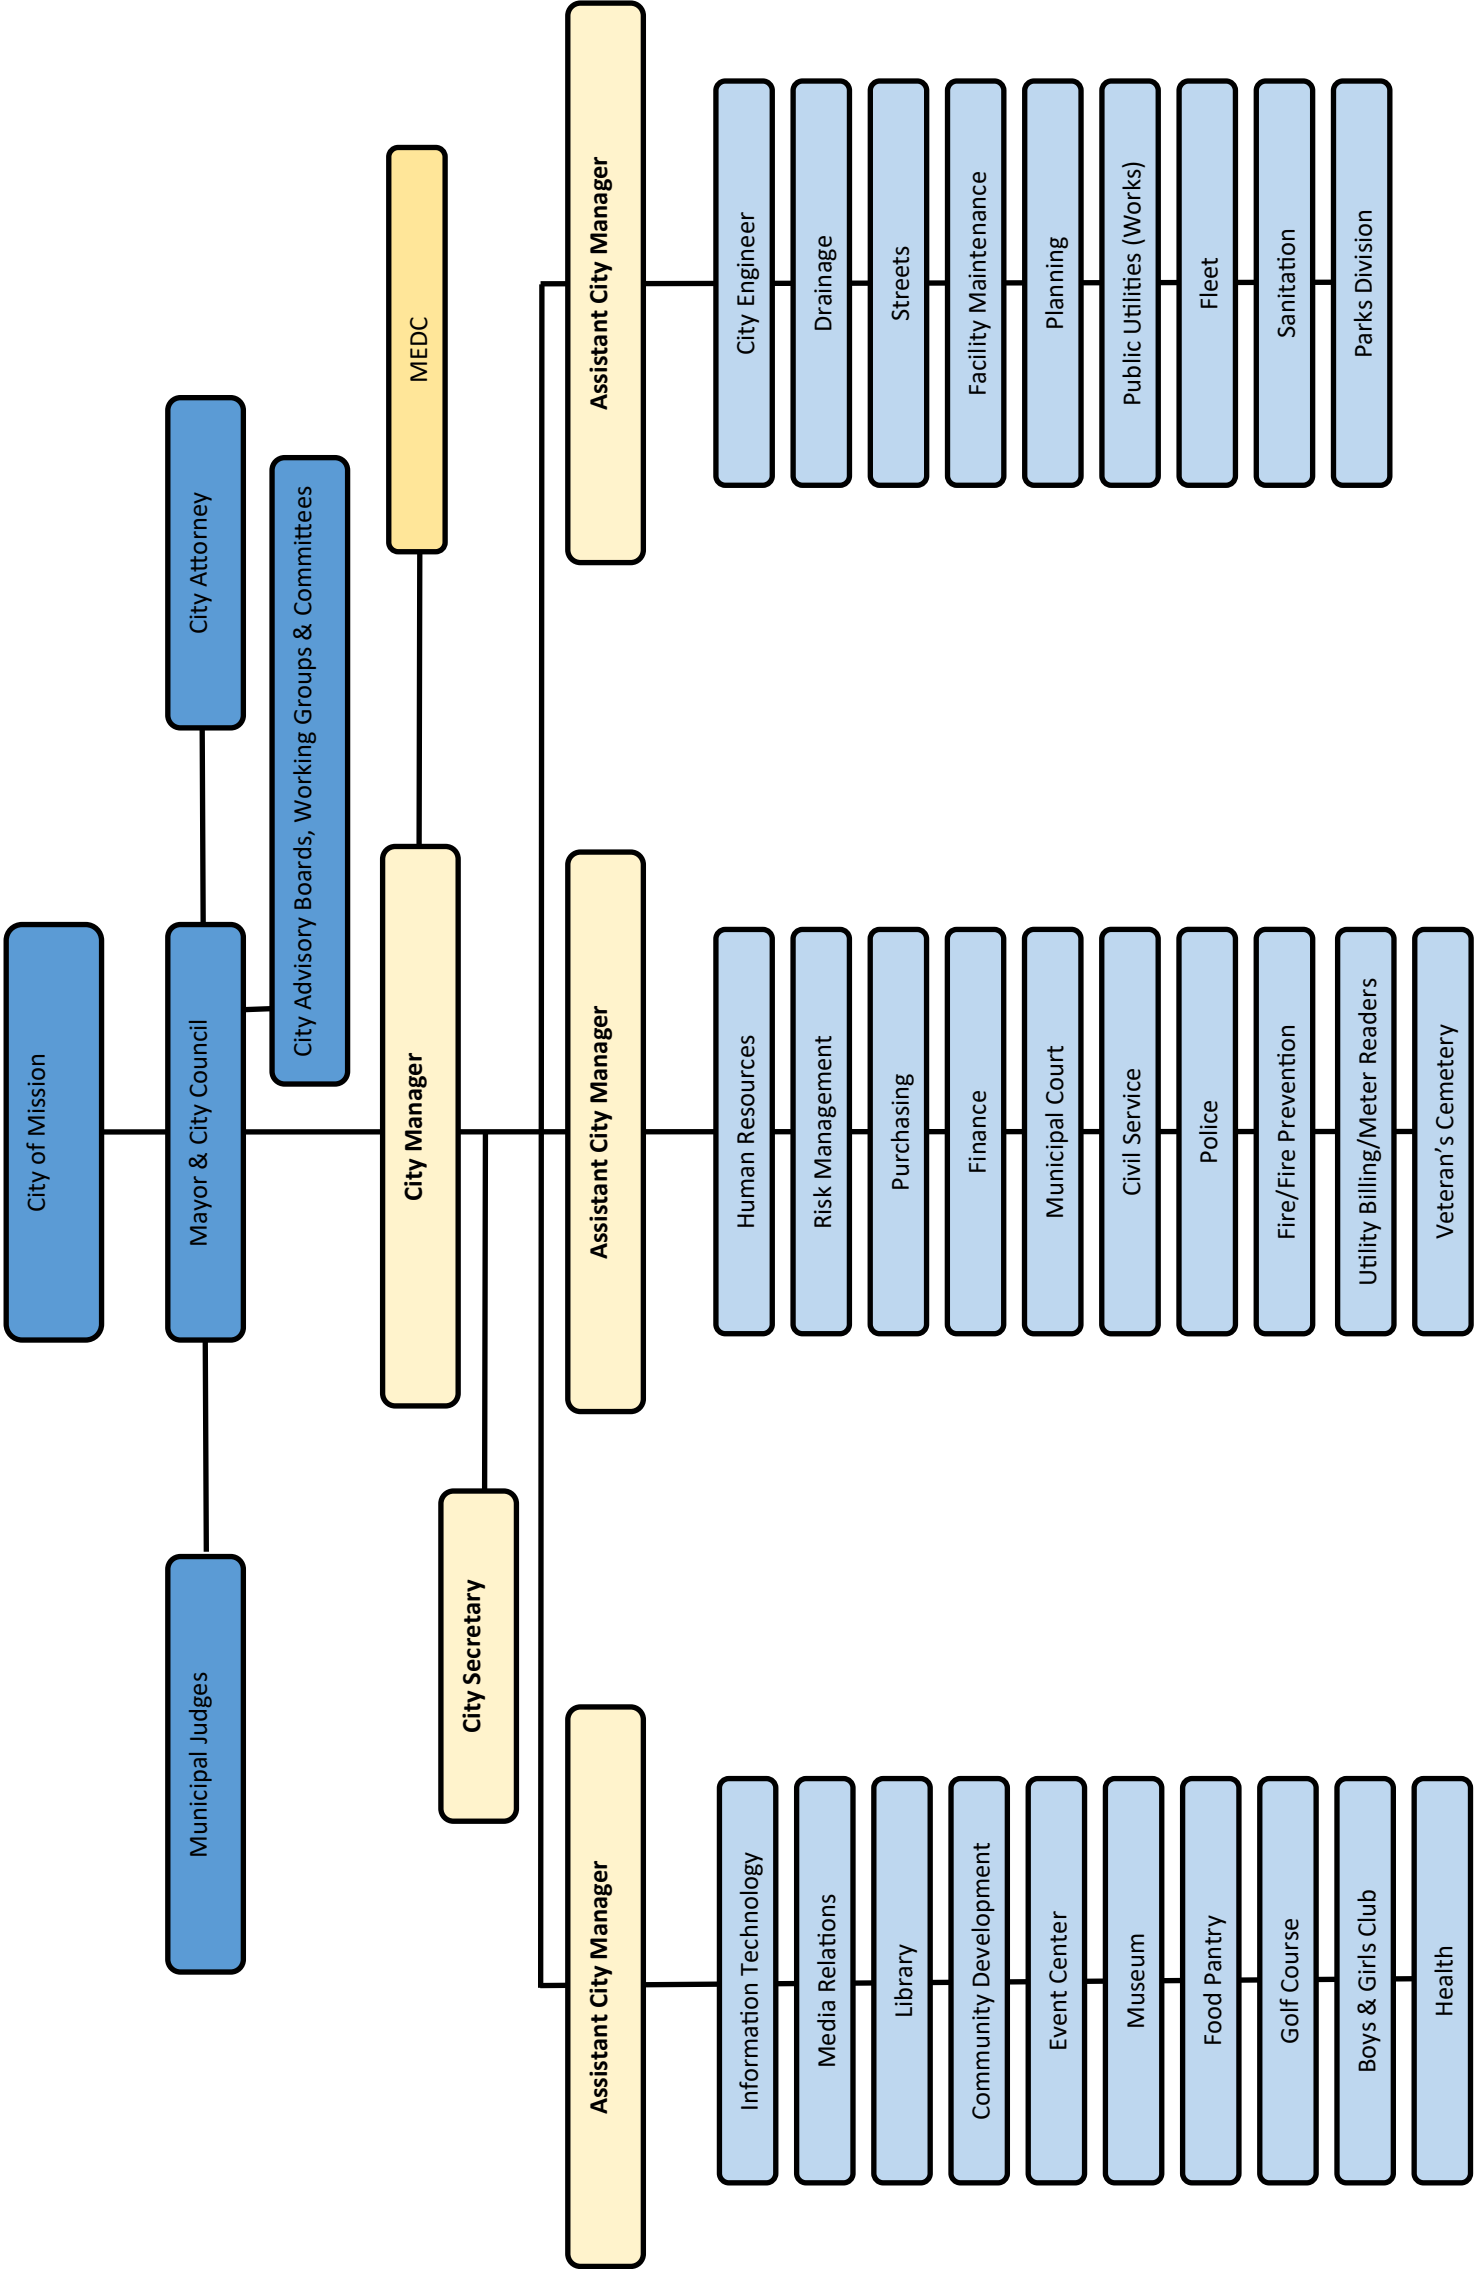 City of Mission
Municipal Judges
Mayor & City Council
City Attorney
City Advisory Boards, Working Groups & Committees
City Manager
MEDC
City Secretary
Assistant City Manager
Assistant City Manager
Assistant City Manager
Information Technology
Media Relations
Library
Community Development
Event Center
Museum
Food Pantry
Golf Course
Boys & Girls Club
Health
Human Resources
Risk Management
Purchasing
Finance
Municipal Court
Civil Service
Police
Fire/Fire Prevention
Utility Billing/Meter Readers
Veteran’s Cemetery
City Engineer
Drainage
Streets
Facility Maintenance
Planning
Public Utilities (Works)
Fleet
Sanitation
Parks Division